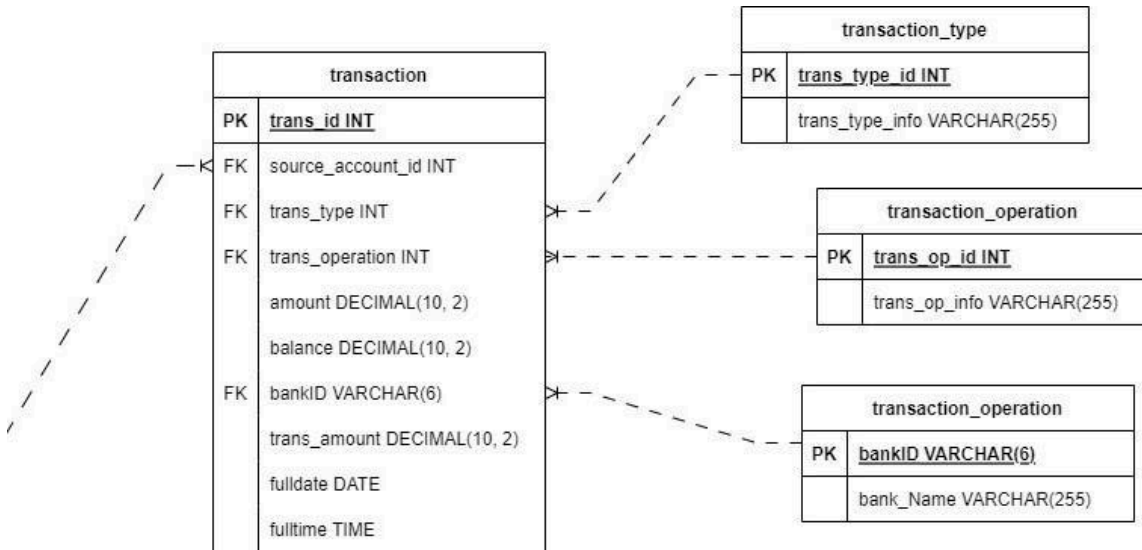 transaction
PK trans_id INT
FK source_account_id INT
FK trans_type INT
FK trans_operation INT
amount DECIMAL(10, 2)
balance DECIMAL(10, 2)
FK bankID VARCHAR(6)
trans_amount DECIMAL(10, 2)
fulldate DATE
fulltime TIME
transaction_type
PK trans_type_id INT
trans_type_info VARCHAR(255)
transaction_operation
PK trans_op_id INT
trans_op_info VARCHAR(255)
transaction_operation
PK bankID VARCHAR(6)
bank_Name VARCHAR(255)